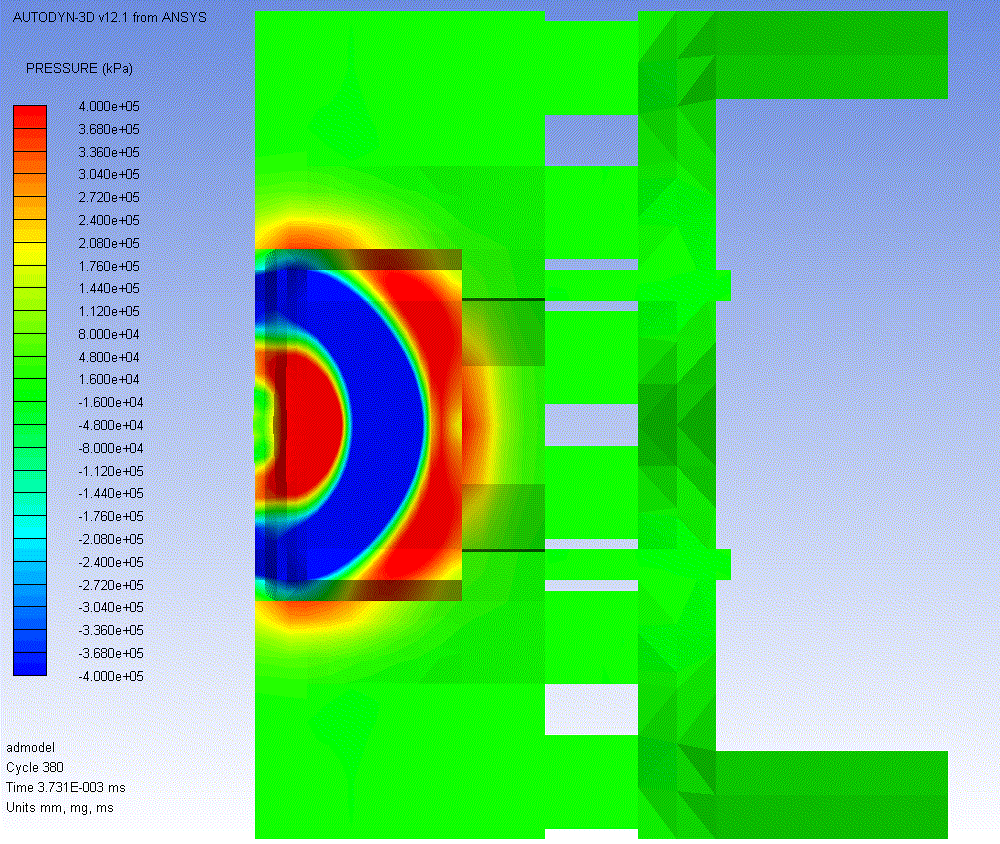 AUTODYN-3D v12.1 from ANSYS
PRESSURE (kPa)
4.000e+05
3.680e+05
3.360e+05
3.040e+05
2.720e+05
2.400e+05
2.080e+05
1.760e+05
1.440e+05
1.120e+05
8.000e+04
4.800e+04
1.600e+04
-1.600e+04
-4.800e+04
-8.000e+04
-1.120e+05
-1.440e+05
-1.760e+05
-2.080e+05
-2.400e+05
-2.720e+05
-3.040e+05
-3.360e+05
-3.680e+05
-4.000e+05
admodel
Cycle 380
Time 3.731E-003 ms
Units mm, mg, ms